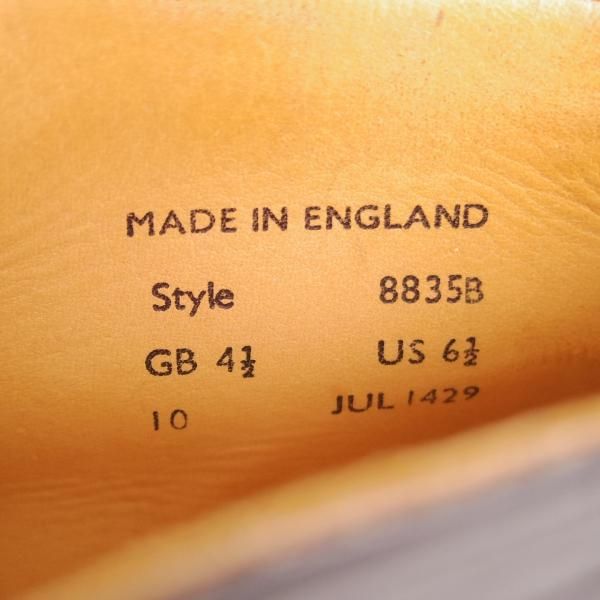 MADE IN ENGLAND
Style 8835B
GB 4½ US 6½
10 JUL 1429